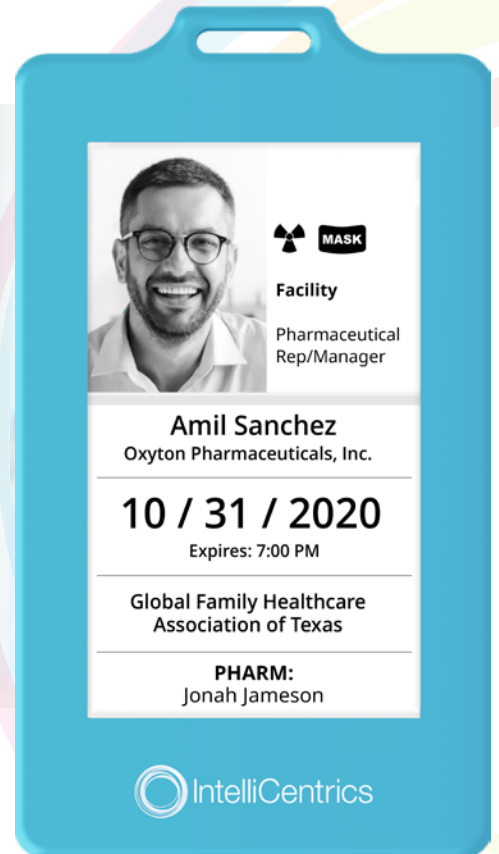 MASK
Facility
Pharmaceutical
Rep/Manager
Amil Sanchez
Oxyton Pharmaceuticals, Inc.
10 / 31 / 2020
Expires: 7:00 PM
Global Family Healthcare
Association of Texas
PHARM:
Jonah Jameson
IntelliCentrics